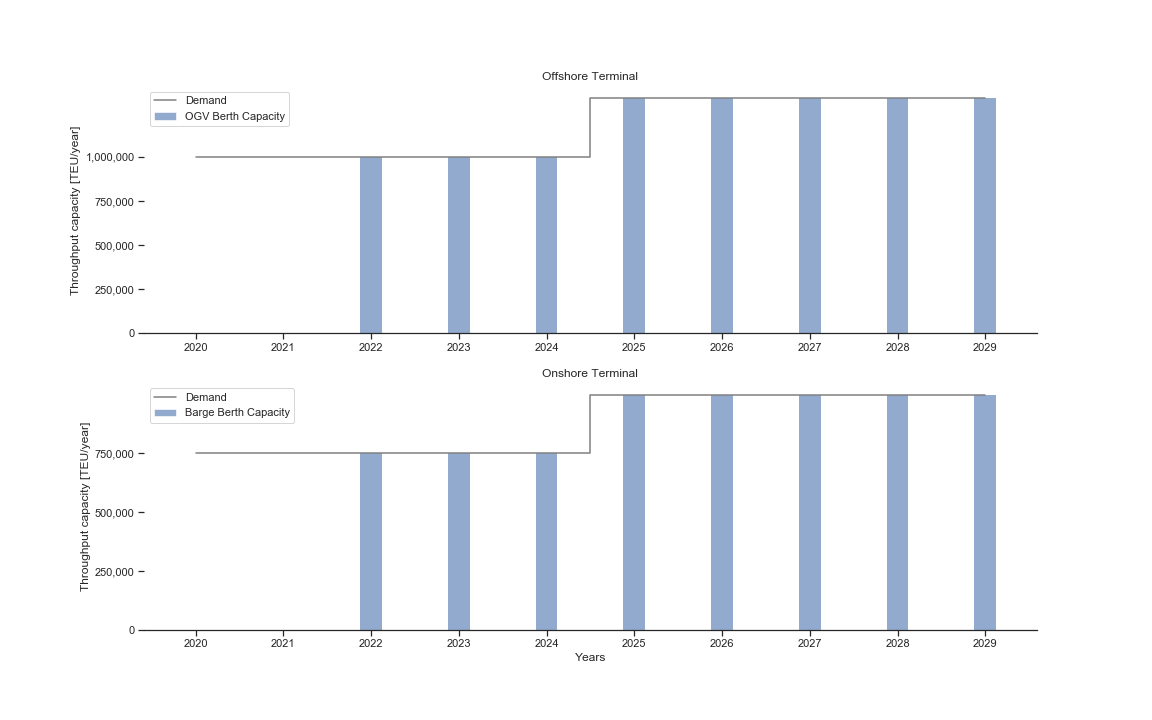 Offshore Terminal
Demand
OGV Berth Capacity
Throughput capacity [TEU/year]
1,000,000
750,000
500,000
250,000
0
2020 2021 2022 2023 2024 2025 2026 2027 2028 2029
Onshore Terminal
Demand
Barge Berth Capacity
Throughput capacity [TEU/year]
750,000
500,000
250,000
0
2020 2021 2022 2023 2024 2025 2026 2027 2028 2029
Years